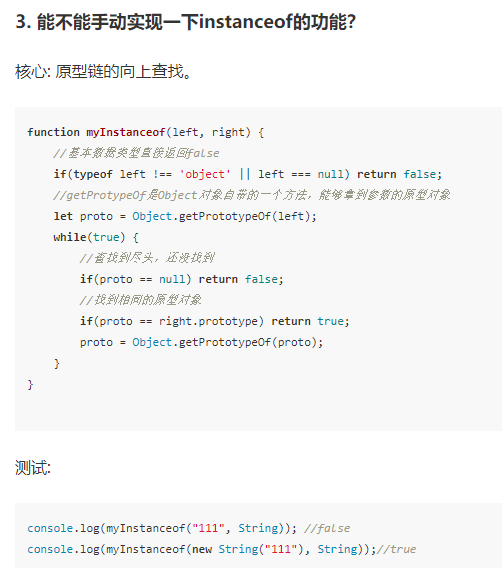 3. 能不能手动实现一下instanceof的功能?
核心: 原型链的向上查找。
function myInstanceof(left, right) {
    //基本数据类型直接返回false
    if(typeof left !== 'object' || left === null) return false;
    //getProtypeOf是Object对象自带的一个方法，能够拿到参数的原型对象
    let proto = Object.getPrototypeOf(left);
    while(true) {
        //查找到尽头，还没找到
        if(proto == null) return false;
        //找到相同的原型对象
        if(proto == right.prototype) return true;
        proto = Object.getPrototypeOf(proto);
    }
}
测试:
console.log(myInstanceof("111", String)); //false
console.log(myInstanceof(new String("111"), String));//true